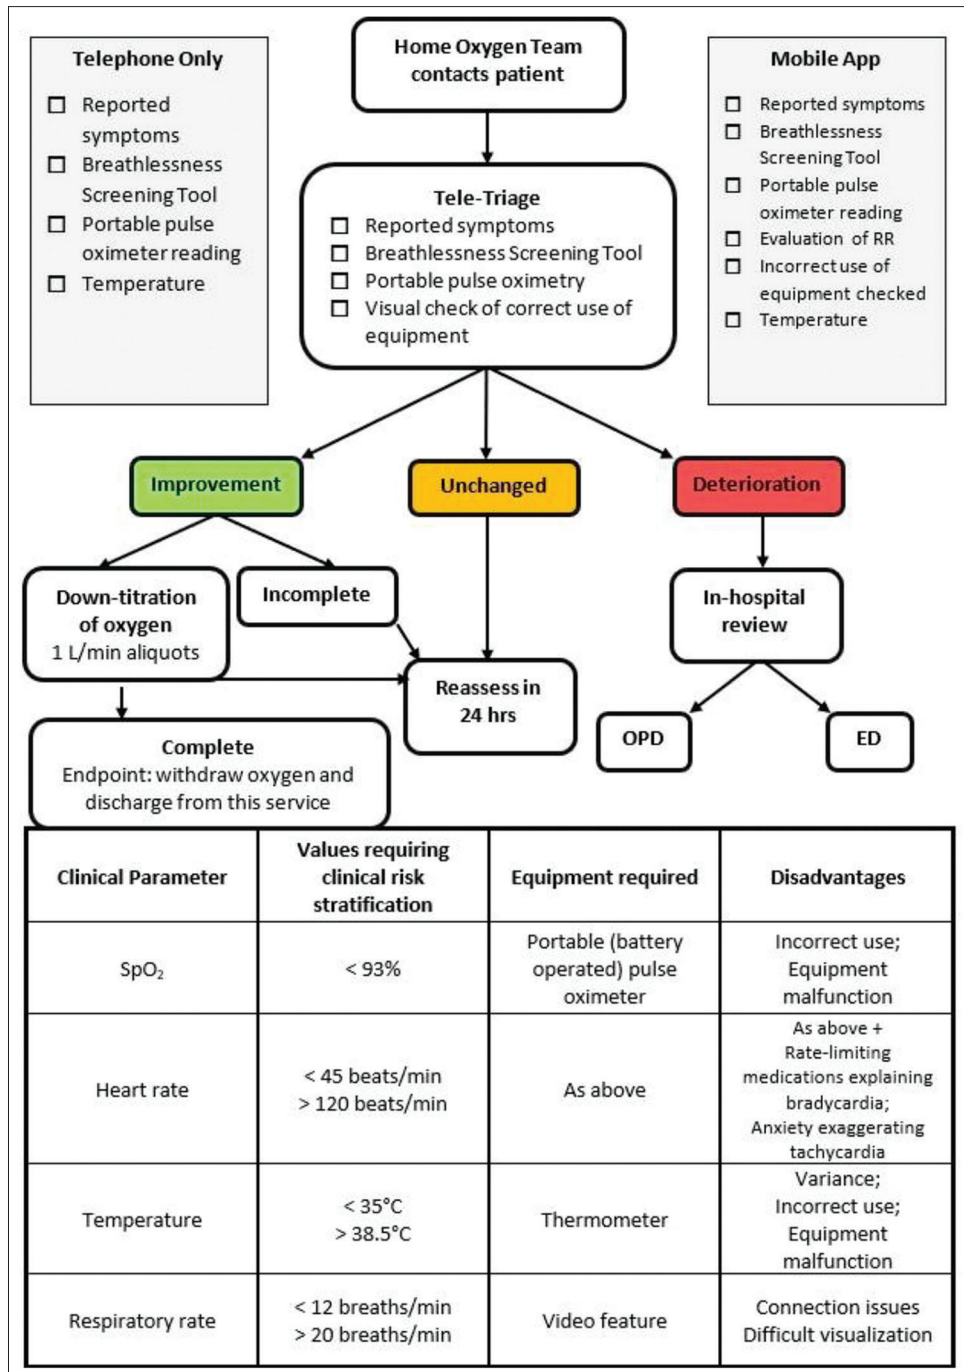 Home Oxygen Team
contacts patient
Telephone Only
☐ Reported
symptoms
☐ Breathlessness
Screening Tool
☐ Portable pulse
oximeter reading
☐ Temperature
Mobile App
☐ Reported symptoms
☐ Breathlessness
Screening Tool
☐ Portable pulse
oximeter reading
☐ Evaluation of RR
☐ Incorrect use of
equipment checked
☐ Temperature
Tele-Triage
☐ Reported symptoms
☐ Breathlessness Screening Tool
☐ Portable pulse oximetry
☐ Visual check of correct use of
equipment
Improvement
Unchanged
Deterioration
Down-titration
of oxygen
1 L/min aliquots
Incomplete
In-hospital
review
Reassess in
24 hrs
OPD
ED
Complete
Endpoint: withdraw oxygen and
discharge from this service
Clinical Parameter
Values requiring
clinical risk
stratification
Equipment required
Disadvantages
SpO₂
< 93%
Portable (battery
operated) pulse
oximeter
Incorrect use;
Equipment
malfunction
Heart rate
< 45 beats/min
> 120 beats/min
As above
As above +
Rate-limiting
medications explaining
bradycardia;
Anxiety exaggerating
tachycardia
Temperature
< 35°C
> 38.5°C
Thermometer
Variance;
Incorrect use;
Equipment
malfunction
Respiratory rate
< 12 breaths/min
> 20 breaths/min
Video feature
Connection issues
Difficult visualization